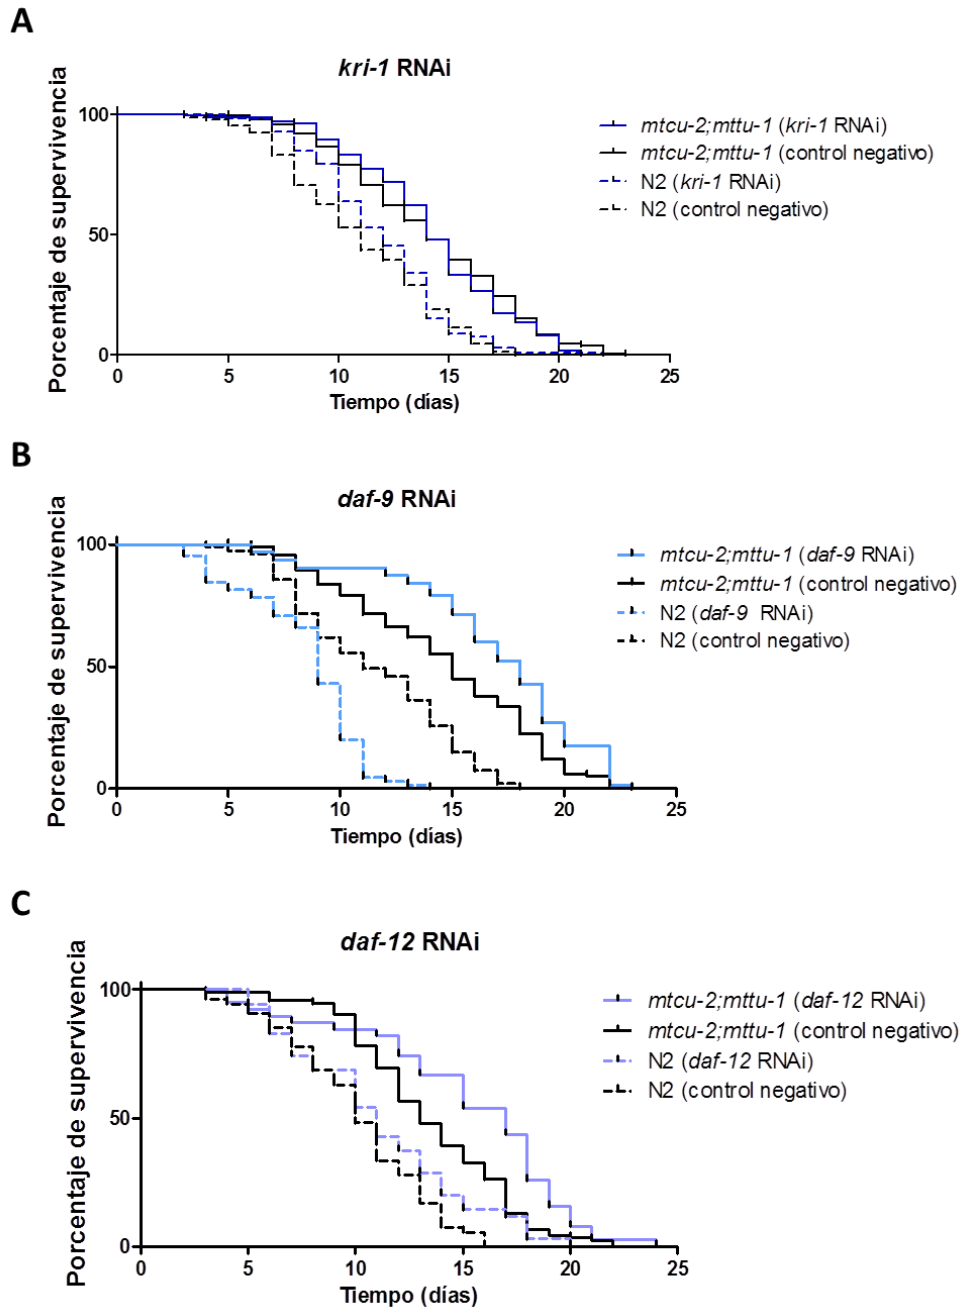 A
kri-1 RNAi
Porcentaje de supervivencia
100
50
0
0 5 10 15 20 25
Tiempo (días)
mtcu-2;mttu-1 (kri-1 RNAi)
mtcu-2;mttu-1 (control negativo)
N2 (kri-1 RNAi)
N2 (control negativo)
B
daf-9 RNAi
Porcentaje de supervivencia
100
50
0
0 5 10 15 20 25
Tiempo (días)
mtcu-2;mttu-1 (daf-9 RNAi)
mtcu-2;mttu-1 (control negativo)
N2 (daf-9 RNAi)
N2 (control negativo)
C
daf-12 RNAi
Porcentaje de supervivencia
100
50
0
0 5 10 15 20 25
Tiempo (días)
mtcu-2;mttu-1 (daf-12 RNAi)
mtcu-2;mttu-1 (control negativo)
N2 (daf-12 RNAi)
N2 (control negativo)